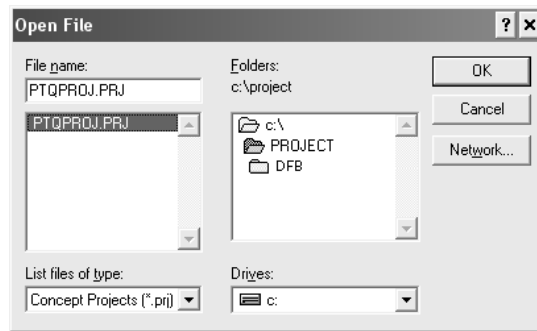 Open File
File name:
PTQPROJ.PRJ
PTQPROJ.PRJ
List files of type:
Concept Projects (*.prj)
Folders:
c:\project
c:\
PROJECT
DFB
Drives:
c:
OK
Cancel
Network...